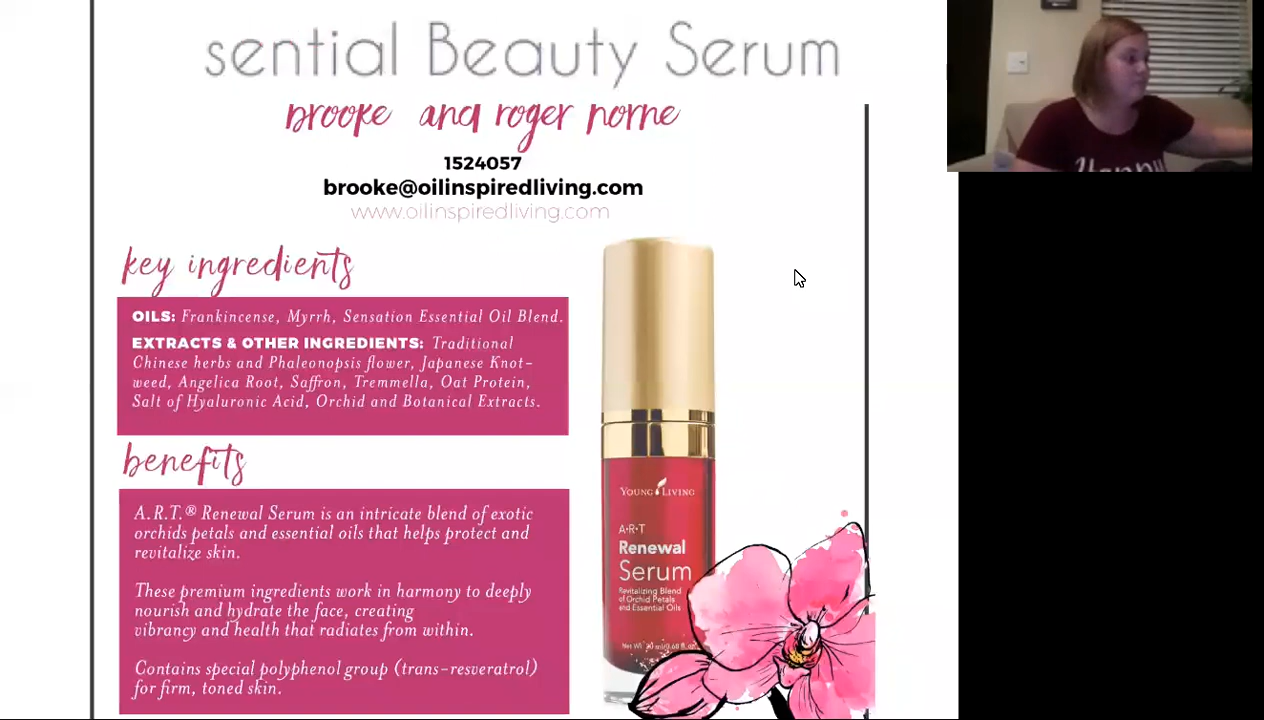 sential Beauty Serum
brooke and roger horne
1524057
brooke@oilinspiredliving.com
www.oilinspiredliving.com
key ingredients
OILS: Frankincense, Myrrh, Sensation Essential Oil Blend.
EXTRACTS & OTHER INGREDIENTS: Traditional
Chinese herbs and Phaleonopsis flower, Japanese Knot-
weed, Angelica Root, Saffron, Tremmella, Oat Protein,
Salt of Hyaluronic Acid, Orchid and Botanical Extracts.
benefits
A.R.T.® Renewal Serum is an intricate blend of exotic
orchids petals and essential oils that helps protect and
revitalize skin.
These premium ingredients work in harmony to deeply
nourish and hydrate the face, creating
vibrancy and health that radiates from within.
Contains special polyphenol group (trans-resveratrol)
for firm, toned skin.
YOUNG LIVING
A·R·T
Renewal
Serum
Revitalizing Blend
of Orchid Petals
and Essential Oils
Net Wt.
Happy